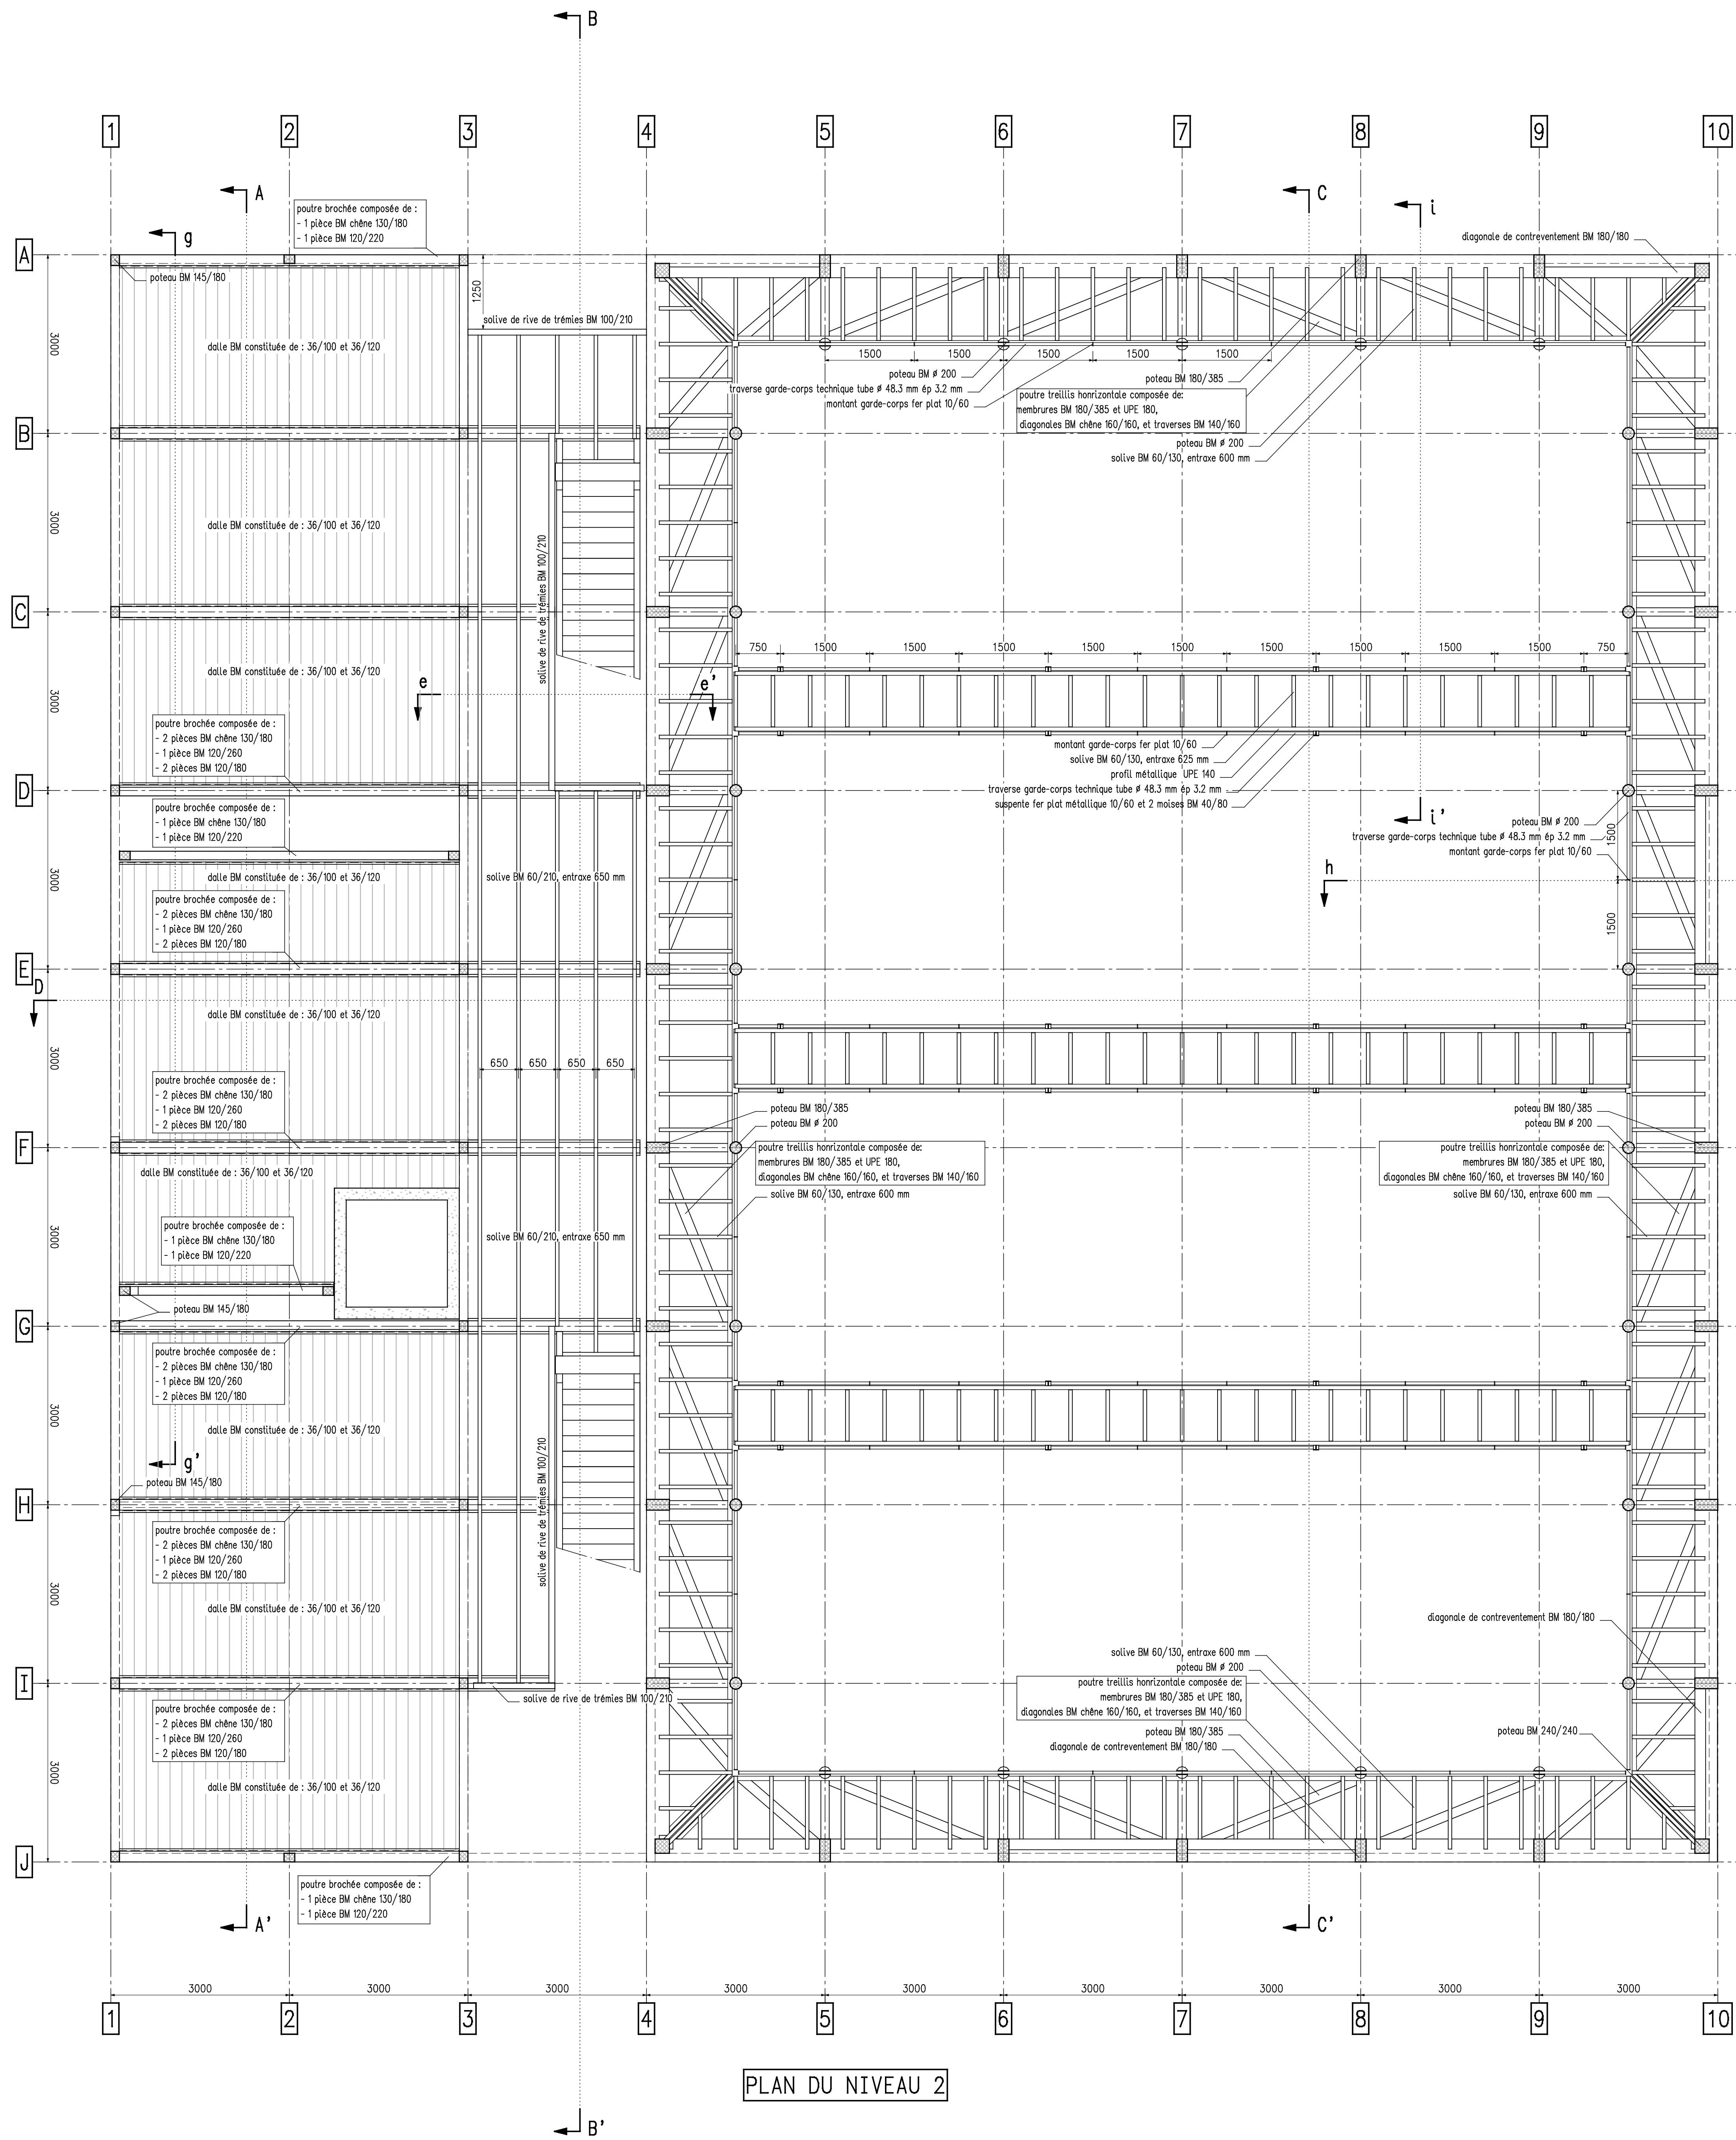 B
1
2
3
4
5
6
7
8
9
10
A
C
i
g
poutre brochée composée de :
- 1 pièce BM chêne 130/180
- 1 pièce BM 120/220
diagonale de contreventement BM 180/180
A
poteau BM 145/180
1250
solive de rive de trémies BM 100/210
3000
dalle BM constituée de : 36/100 et 36/120
1500
1500
1500
1500
1500
poteau BM ø 200
traverse garde-corps technique tube ø 48.3 mm ép 3.2 mm
montant garde-corps fer plat 10/60
poteau BM 180/385
poutre treillis honrizontale composée de:
membrures BM 180/385 et UPE 180,
diagonales BM chêne 160/160, et traverses BM 140/160
poteau BM ø 200
solive BM 60/130, entraxe 600 mm
B
3000
dalle BM constituée de : 36/100 et 36/120
solive de rive de trémies BM 100/210
C
750
1500
1500
1500
1500
1500
1500
1500
1500
1500
750
3000
dalle BM constituée de : 36/100 et 36/120
e
e'
poutre brochée composée de :
- 2 pièces BM chêne 130/180
- 1 pièce BM 120/260
- 2 pièces BM 120/180
montant garde-corps fer plat 10/60
solive BM 60/130, entraxe 625 mm
profil métallique UPE 140
traverse garde-corps technique tube ø 48.3 mm ép 3.2 mm
suspente fer plat métallique 10/60 et 2 moises BM 40/80
D
poutre brochée composée de :
- 1 pièce BM chêne 130/180
- 1 pièce BM 120/220
i'
poteau BM ø 200
traverse garde-corps technique tube ø 48.3 mm ép 3.2 mm
montant garde-corps fer plat 10/60
1500
1500
h
3000
dalle BM constituée de : 36/100 et 36/120
solive BM 60/210, entraxe 650 mm
poutre brochée composée de :
- 2 pièces BM chêne 130/180
- 1 pièce BM 120/260
- 2 pièces BM 120/180
E
D
3000
dalle BM constituée de : 36/100 et 36/120
650
650
650
650
poutre brochée composée de :
- 2 pièces BM chêne 130/180
- 1 pièce BM 120/260
- 2 pièces BM 120/180
poteau BM 180/385
poteau BM ø 200
poteau BM 180/385
poteau BM ø 200
F
poutre treillis honrizontale composée de:
membrures BM 180/385 et UPE 180,
diagonales BM chêne 160/160, et traverses BM 140/160
solive BM 60/130, entraxe 600 mm
poutre treillis honrizontale composée de:
membrures BM 180/385 et UPE 180,
diagonales BM chêne 160/160, et traverses BM 140/160
solive BM 60/130, entraxe 600 mm
dalle BM constituée de : 36/100 et 36/120
3000
poutre brochée composée de :
- 1 pièce BM chêne 130/180
- 1 pièce BM 120/220
solive BM 60/210, entraxe 650 mm
poteau BM 145/180
G
poutre brochée composée de :
- 2 pièces BM chêne 130/180
- 1 pièce BM 120/260
- 2 pièces BM 120/180
3000
dalle BM constituée de : 36/100 et 36/120
g'
poteau BM 145/180
solive de rive de trémies BM 100/210
H
poutre brochée composée de :
- 2 pièces BM chêne 130/180
- 1 pièce BM 120/260
- 2 pièces BM 120/180
3000
dalle BM constituée de : 36/100 et 36/120
diagonale de contreventement BM 180/180
solive BM 60/130, entraxe 600 mm
poteau BM ø 200
poutre treillis honrizontale composée de:
membrures BM 180/385 et UPE 180,
diagonales BM chêne 160/160, et traverses BM 140/160
poteau BM 180/385
diagonale de contreventement BM 180/180
poteau BM 240/240
I
solive de rive de trémies BM 100/210
poutre brochée composée de :
- 2 pièces BM chêne 130/180
- 1 pièce BM 120/260
- 2 pièces BM 120/180
3000
dalle BM constituée de : 36/100 et 36/120
J
poutre brochée composée de :
- 1 pièce BM chêne 130/180
- 1 pièce BM 120/220
A'
C'
3000
3000
3000
3000
3000
3000
3000
3000
3000
1
2
3
4
5
6
7
8
9
10
PLAN DU NIVEAU 2
B'